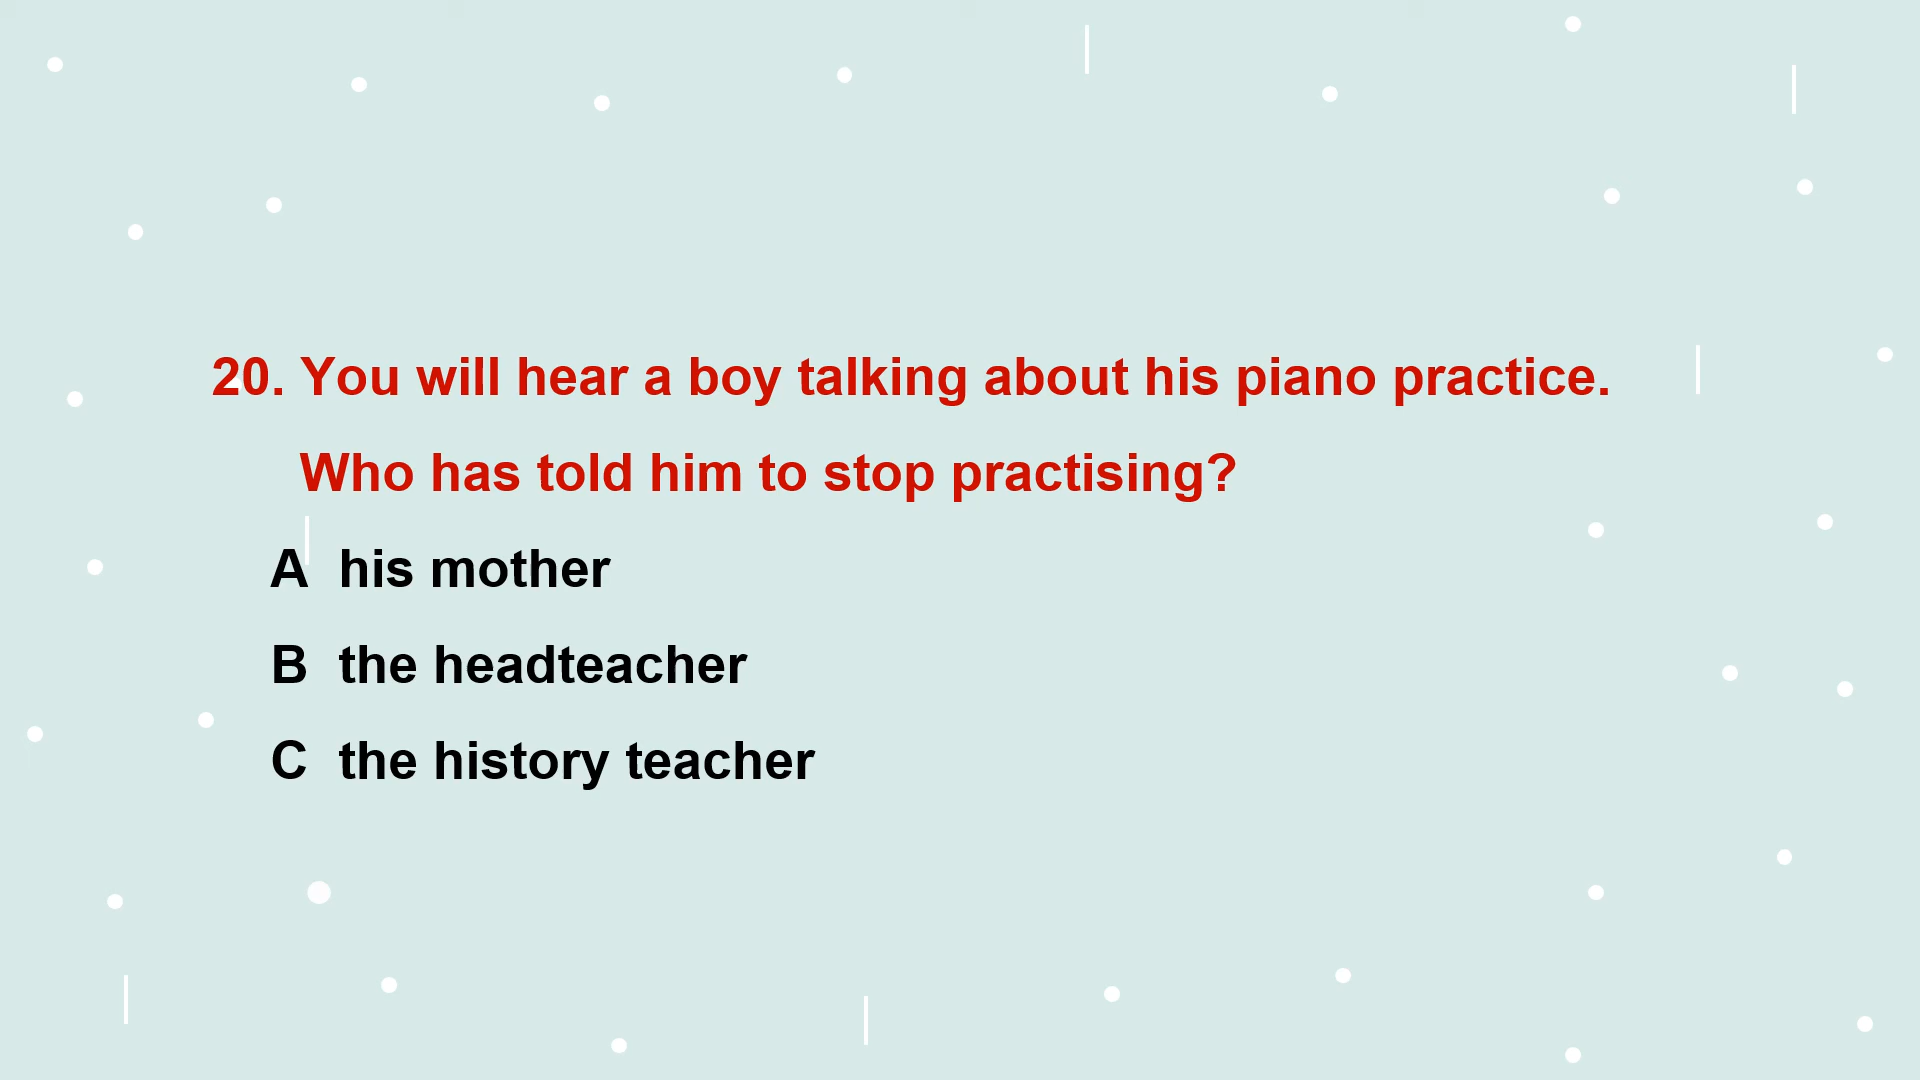 20. You will hear a boy talking about his piano practice.
Who has told him to stop practising?
A his mother
B the headteacher
C the history teacher